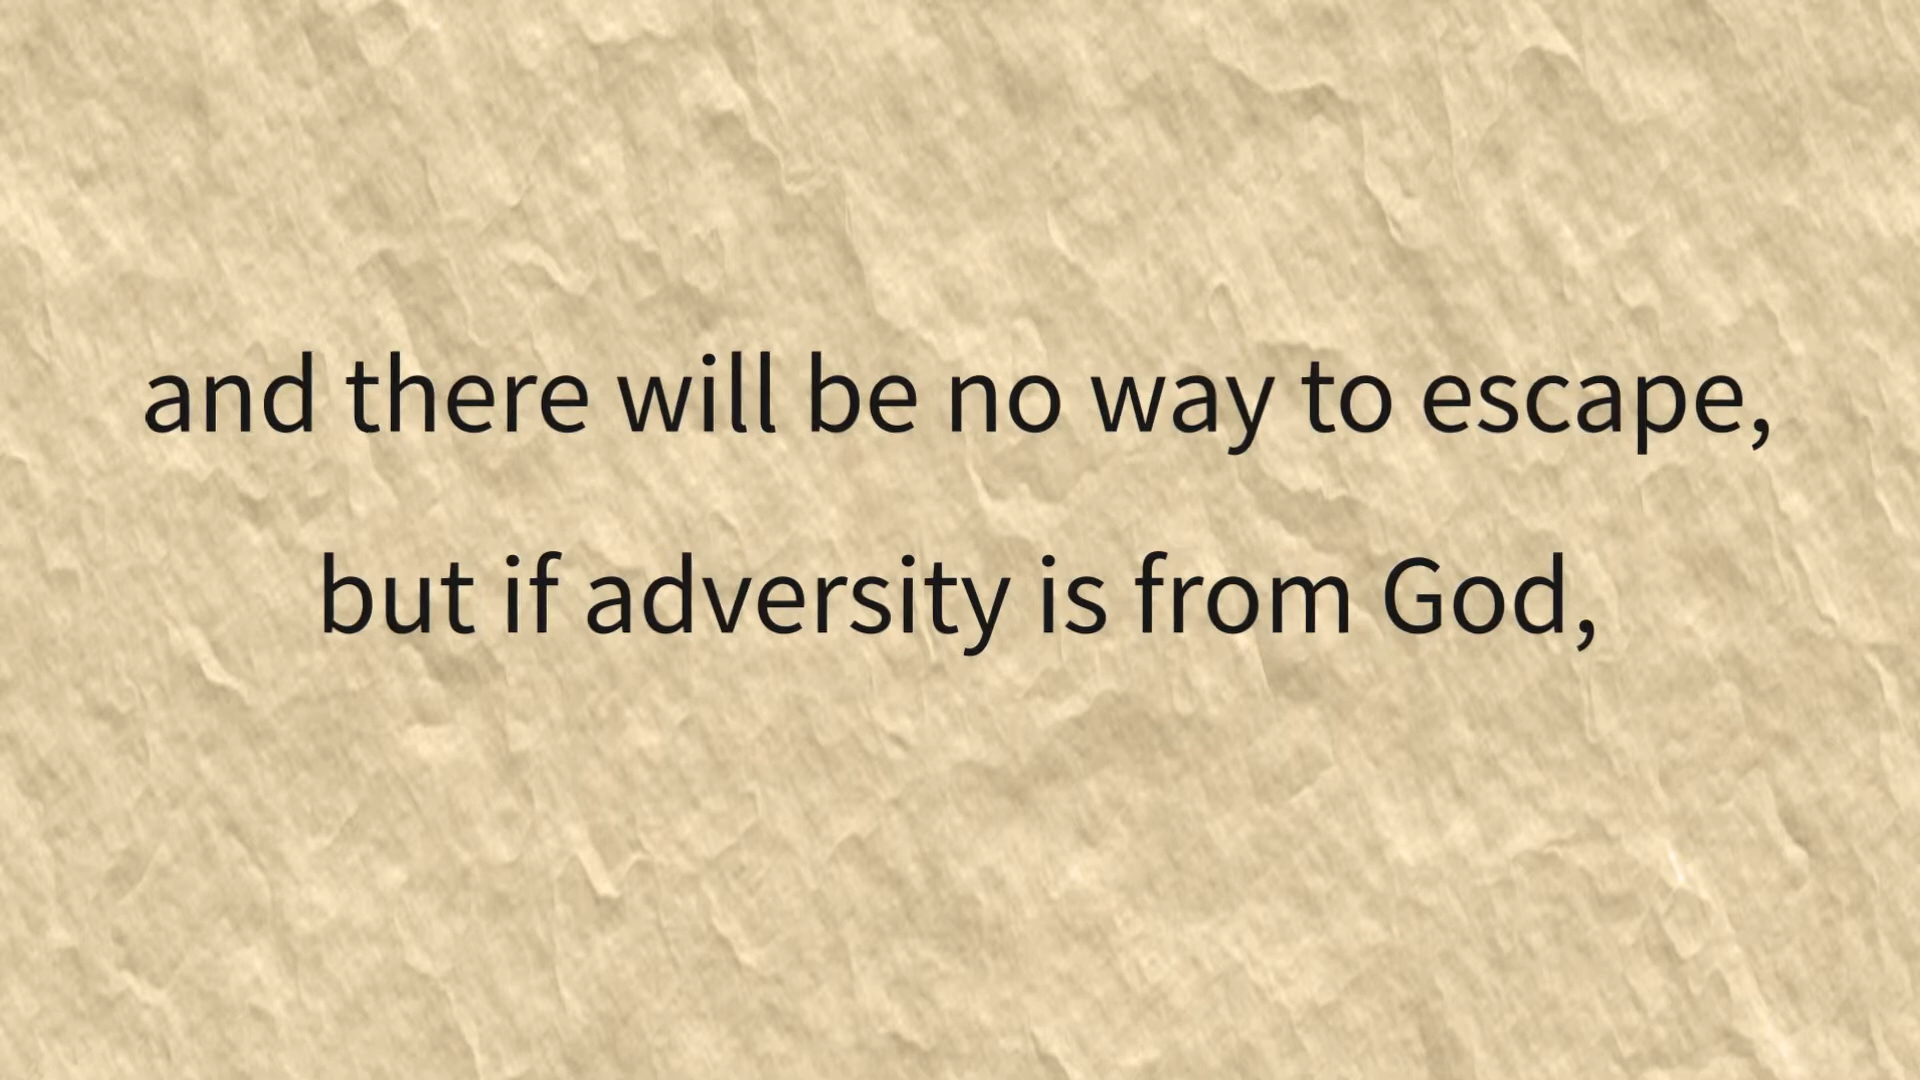 and there will be no way to escape,
but if adversity is from God,